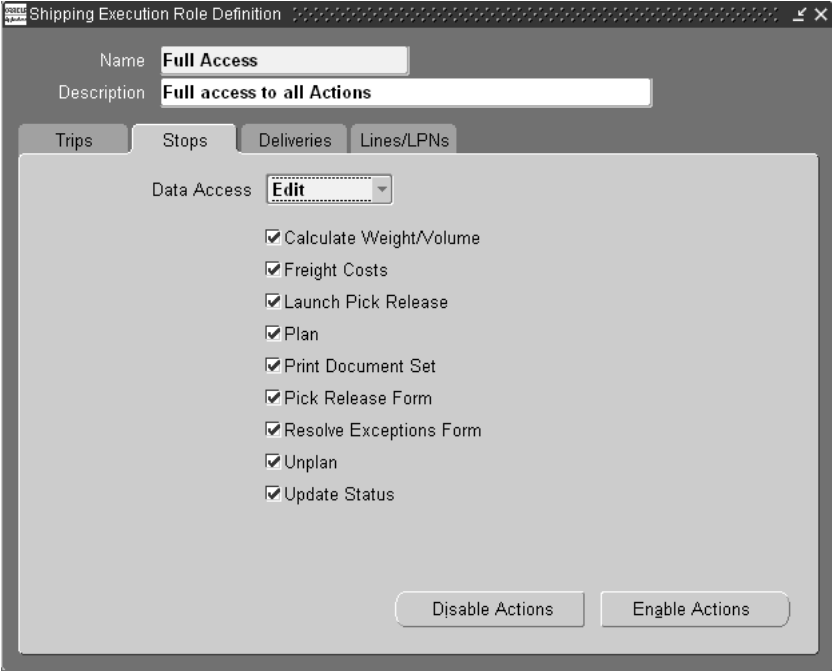 Shipping Execution Role Definition
Name Full Access
Description Full access to all Actions
Trips Stops Deliveries Lines/LPNs
Data Access Edit
Calculate Weight/Volume
Freight Costs
Launch Pick Release
Plan
Print Document Set
Pick Release Form
Resolve Exceptions Form
Unplan
Update Status
Disable Actions Enable Actions